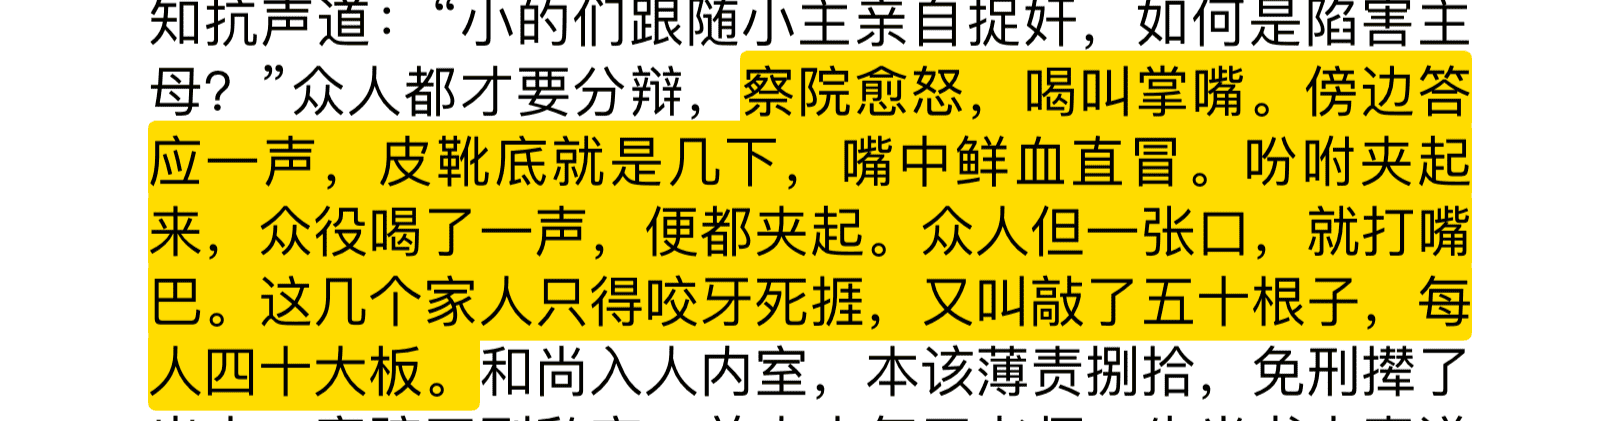 知抗声道：“小的们跟随小主亲自捉奸，如何是陷害主
母？”众人都才要分辩，察院愈怒，喝叫掌嘴。傍边答
应一声，皮靴底就是几下，嘴中鲜血直冒。吩咐夹起
来，众役喝了一声，便都夹起。众人但一张口，就打嘴
巴。这几个家人只得咬牙死捱，又叫敲了五十根子，每
人四十大板。和尚入人内室，本该薄责捌拾，免刑撵了